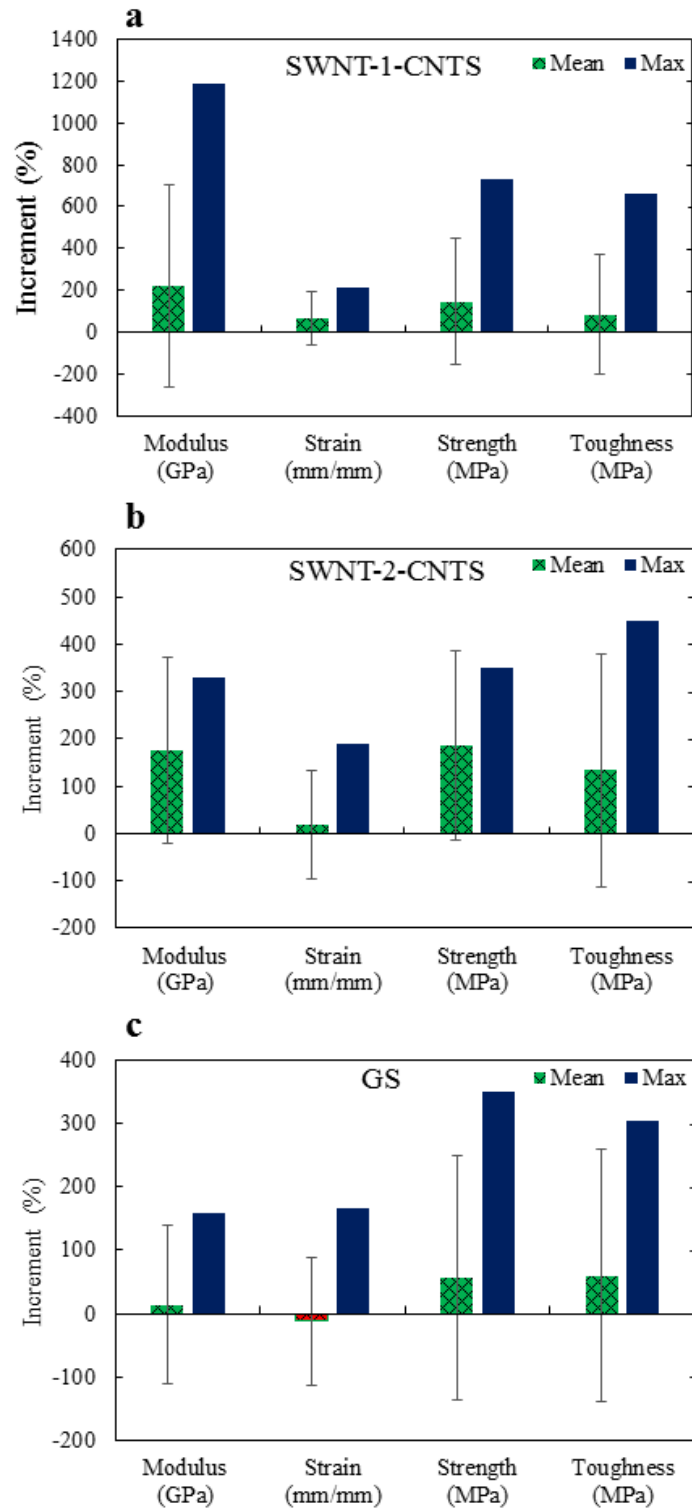 a
SWNT-1-CNTS
Mean
Max
Increment (%)
1400
1200
1000
800
600
400
200
0
-200
-400
Modulus
(GPa)
Strain
(mm/mm)
Strength
(MPa)
Toughness
(MPa)
b
SWNT-2-CNTS
Mean
Max
Increment (%)
600
500
400
300
200
100
0
-100
-200
Modulus
(GPa)
Strain
(mm/mm)
Strength
(MPa)
Toughness
(MPa)
c
GS
Mean
Max
Increment (%)
400
300
200
100
0
-100
-200
Modulus
(GPa)
Strain
(mm/mm)
Strength
(MPa)
Toughness
(MPa)